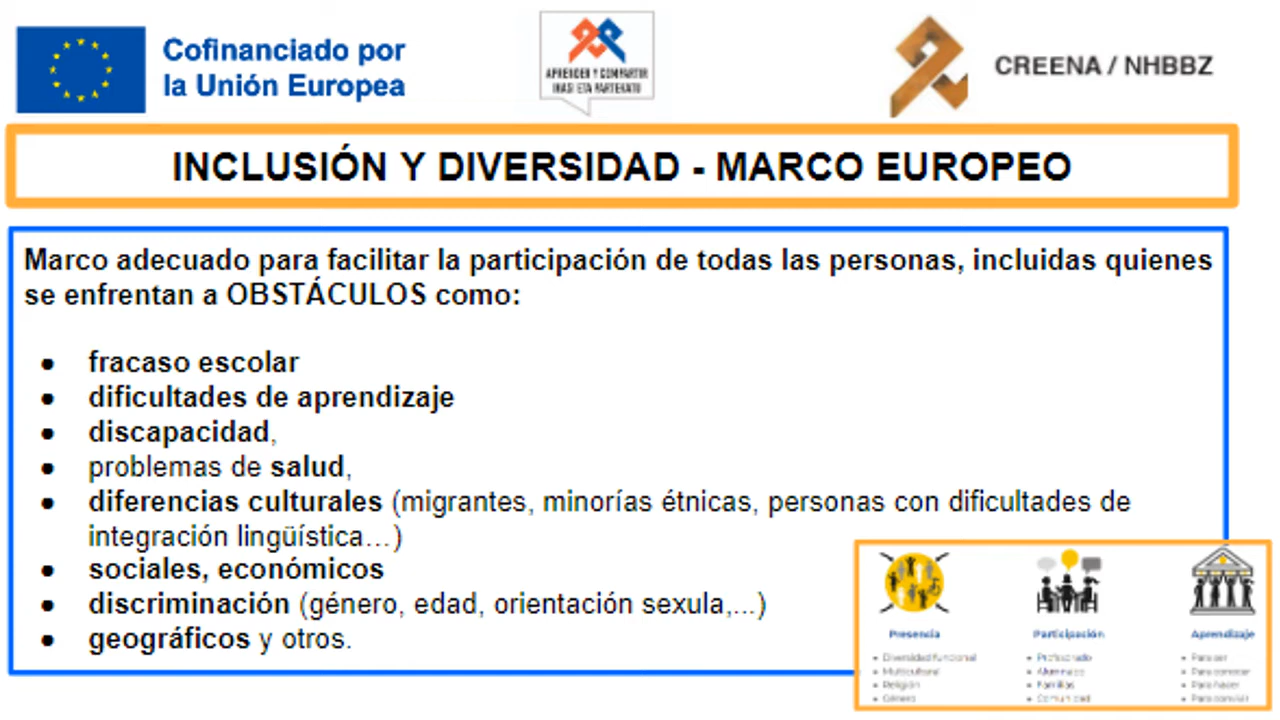 Cofinanciado por
la Unión Europea
APRENDER Y COMPARTIR
IKASI ETA PARTEKATU
CREENA / NHBBZ
INCLUSIÓN Y DIVERSIDAD - MARCO EUROPEO
Marco adecuado para facilitar la participación de todas las personas, incluidas quienes
se enfrentan a OBSTÁCULOS como:
● fracaso escolar
● dificultades de aprendizaje
● discapacidad,
● problemas de salud,
● diferencias culturales (migrantes, minorías étnicas, personas con dificultades de
integración lingüística...)
● sociales, económicos
● discriminación (género, edad, orientación sexula,...)
● geográficos y otros.
Presencia
• Diversidad funcional
• Multicultural
• Religión
• Género
Participación
• Profesorado
• Alumnado
• Familias
• Comunidad
Aprendizaje
• Para ser
• Para conocer
• Para hacer
• Para convivir